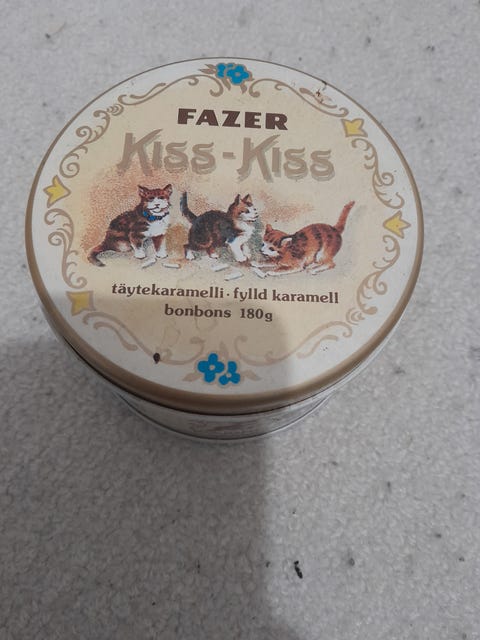 FAZER
KISS-KISS
täytekaramelli · fylld karamell
bonbons 180g